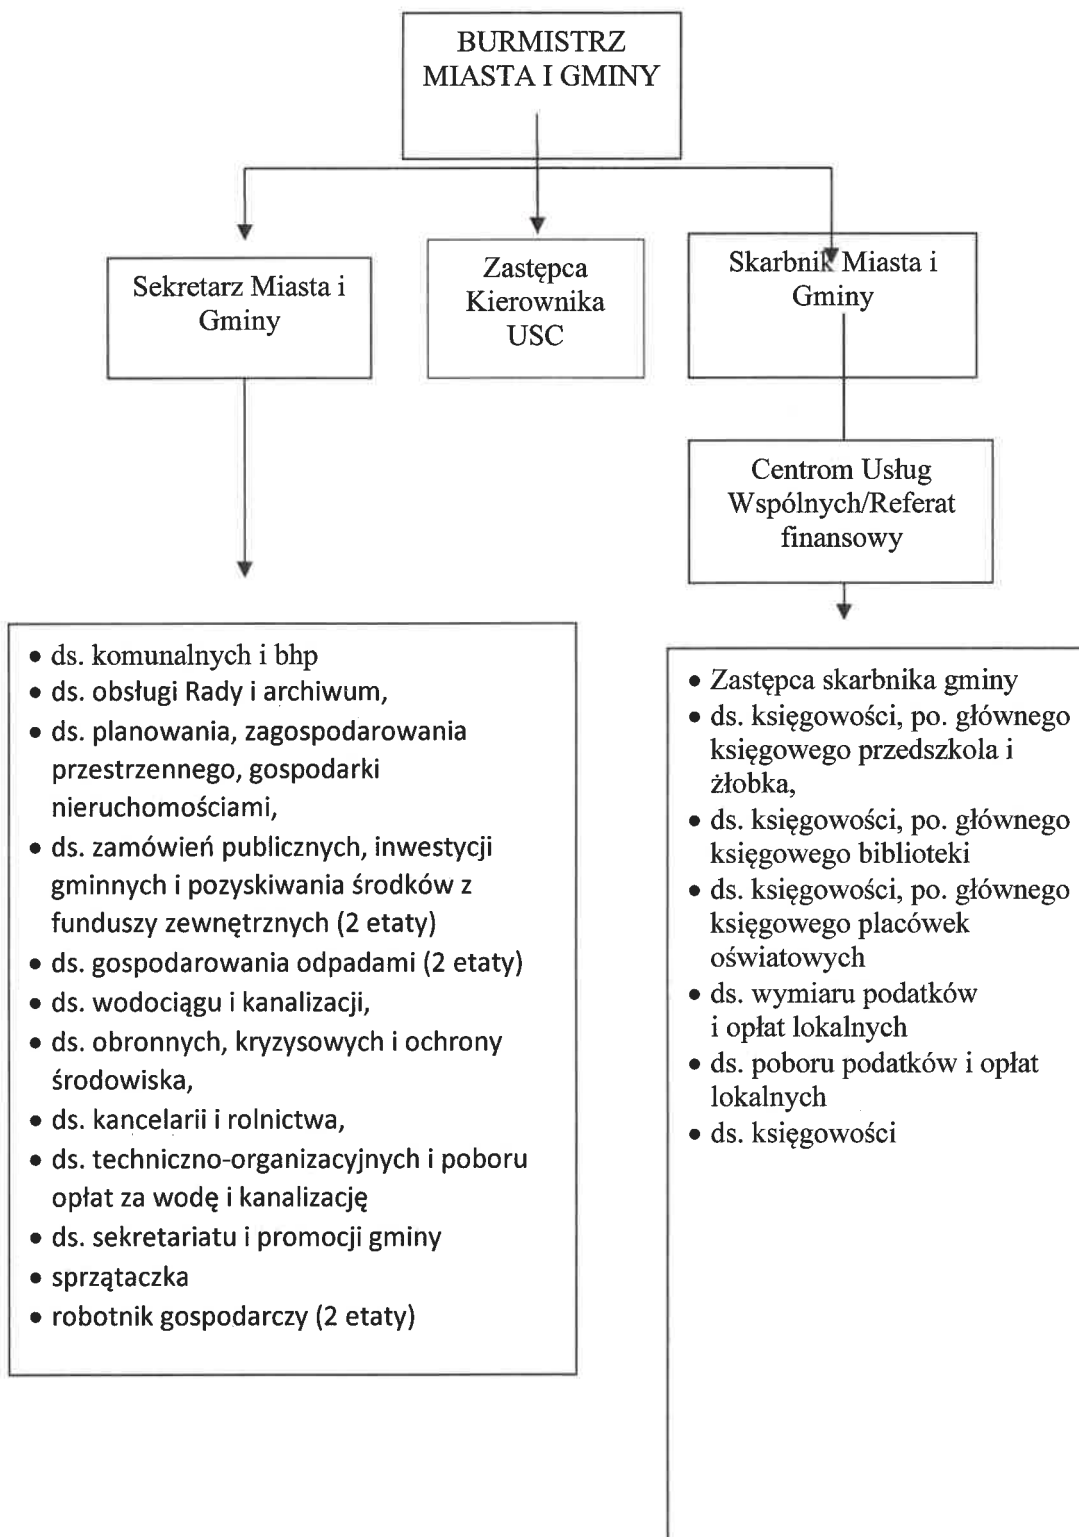 BURMISTRZ
MIASTA I GMINY
Sekretarz Miasta i
Gminy
Zastępca
Kierownika
USC
Skarbnik Miasta i
Gminy
Centrom Usług
Wspólnych/Referat
finansowy
• ds. komunalnych i bhp
• ds. obsługi Rady i archiwum,
• ds. planowania, zagospodarowania
przestrzennego, gospodarki
nieruchomościami,
• ds. zamówień publicznych, inwestycji
gminnych i pozyskiwania środków z
funduszy zewnętrznych (2 etaty)
• ds. gospodarowania odpadami (2 etaty)
• ds. wodociągu i kanalizacji,
• ds. obronnych, kryzysowych i ochrony
środowiska,
• ds. kancelarii i rolnictwa,
• ds. techniczno-organizacyjnych i poboru
opłat za wodę i kanalizację
• ds. sekretariatu i promocji gminy
• sprzątaczka
• robotnik gospodarczy (2 etaty)
• Zastępca skarbnika gminy
• ds. księgowości, po. głównego
księgowego przedszkola i
żłobka,
• ds. księgowości, po. głównego
księgowego biblioteki
• ds. księgowości, po. głównego
księgowego placówek
oświatowych
• ds. wymiaru podatków
i opłat lokalnych
• ds. poboru podatków i opłat
lokalnych
• ds. księgowości